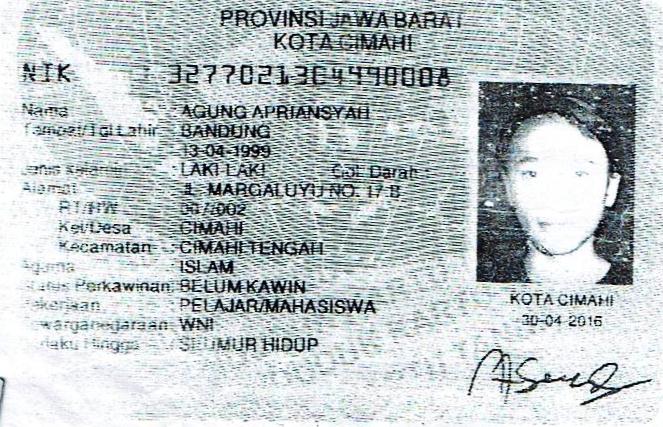 PROVINSI JAWA BARAT
KOTA CIMAHI
NIK : 3277021304990008
Nama : AGUNG APRIANSYAH
Tempat/Tgl Lahir : BANDUNG
13-04-1999
Jenis Kelamin : LAKI-LAKI Gol. Darah :
Alamat : JL. MARGALUYU NO. 17 B
RT/RW : /002
Kel/Desa : CIMAHI
Kecamatan : CIMAHI TENGAH
Agama : ISLAM
Status Perkawinan: BELUM KAWIN
Pekerjaan : PELAJAR/MAHASISWA
Kewarganegaraan: WNI
Berlaku Hingga : SEUMUR HIDUP
KOTA CIMAHI
30-04-2016